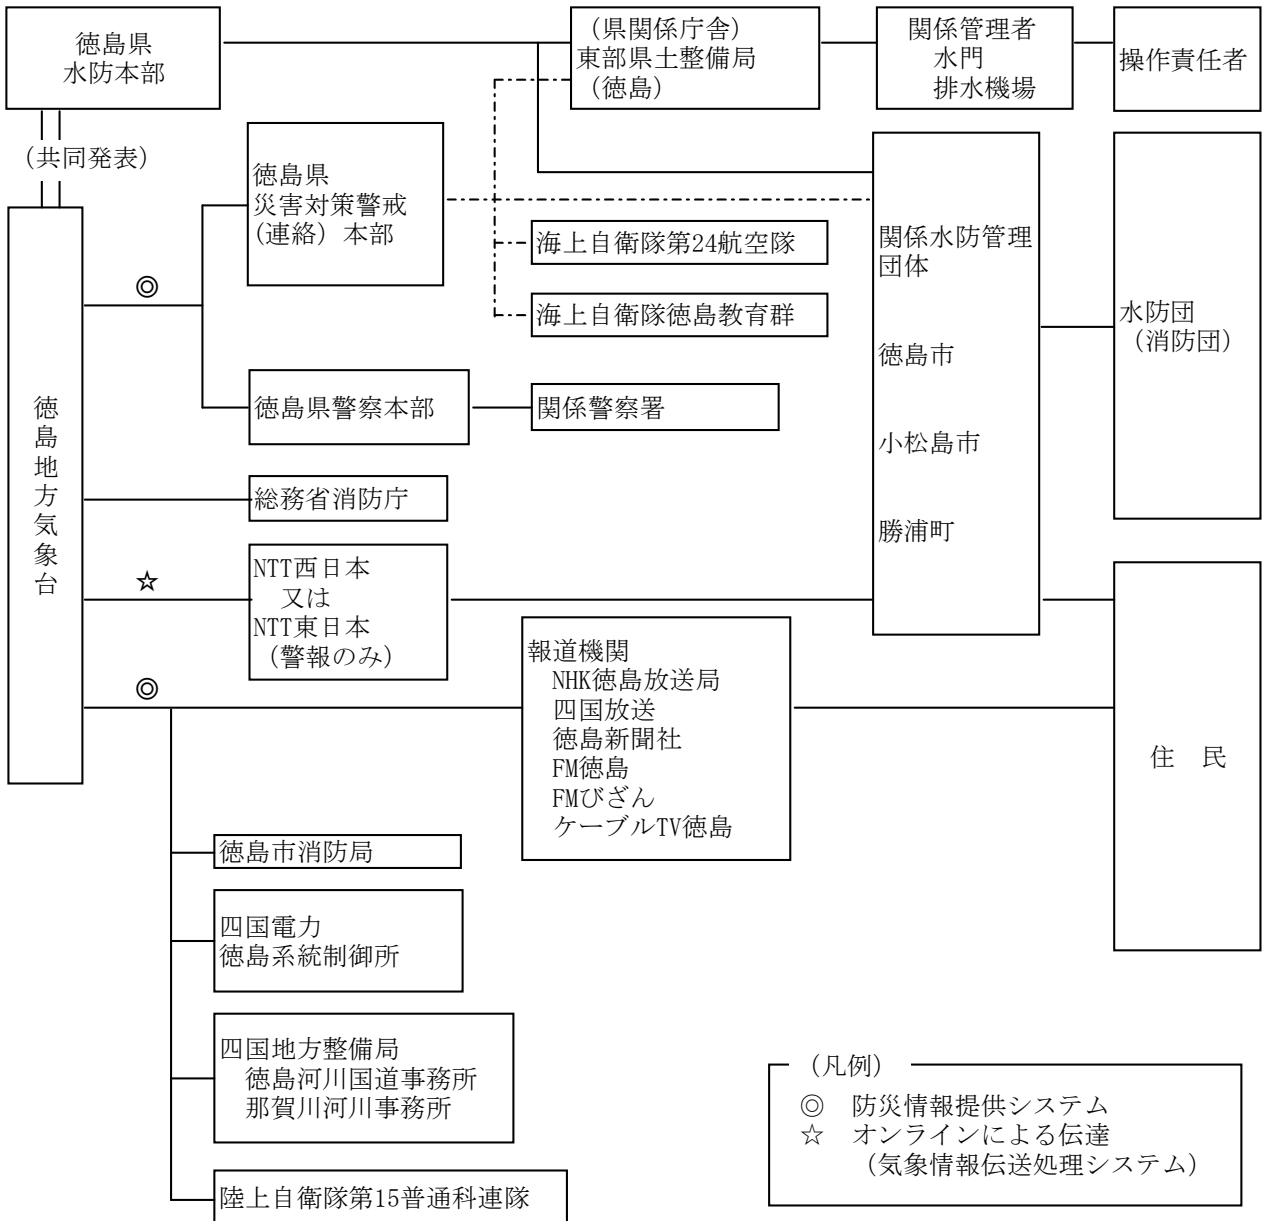 徳島県
水防本部
(県関係庁舎)
東部県土整備局
(徳島)
関係管理者
水門
排水機場
操作責任者
(共同発表)
徳島県
災害対策警戒
(連絡)本部
海上自衛隊第24航空隊
海上自衛隊徳島教育群
関係水防管理
団体
徳島市
小松島市
勝浦町
水防団
(消防団)
◎
徳島県警察本部
関係警察署
徳島地方気象台
総務省消防庁
☆
NTT西日本
又は
NTT東日本
(警報のみ)
◎
報道機関
NHK徳島放送局
四国放送
徳島新聞社
FM徳島
FMびざん
ケーブルTV徳島
住 民
徳島市消防局
四国電力
徳島系統制御所
四国地方整備局
徳島河川国道事務所
那賀川河川事務所
陸上自衛隊第15普通科連隊
(凡例)
◎ 防災情報提供システム
☆ オンラインによる伝達
(気象情報伝送処理システム)